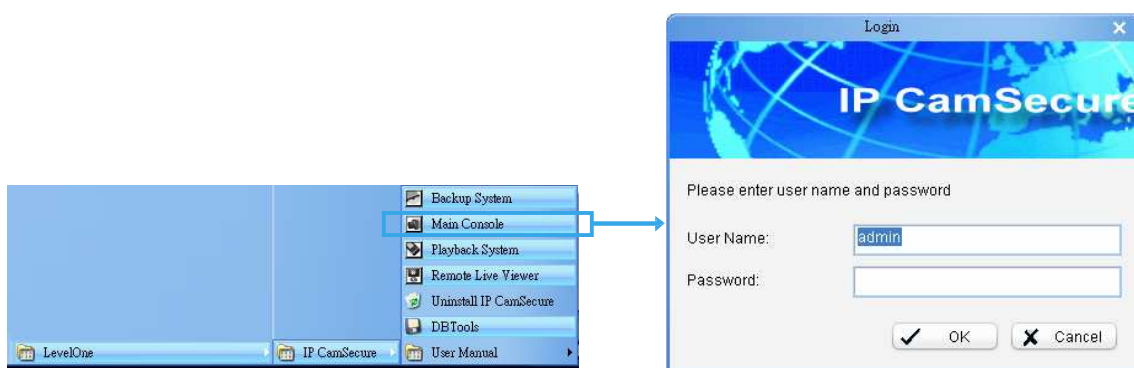 Backup System
Main Console
Playback System
Remote Live Viewer
Uninstall IP CamSecure
DBTools
LevelOne
IP CamSecure
User Manual
Login
IP CamSecure
Please enter user name and password
User Name:
admin
Password:
OK
Cancel